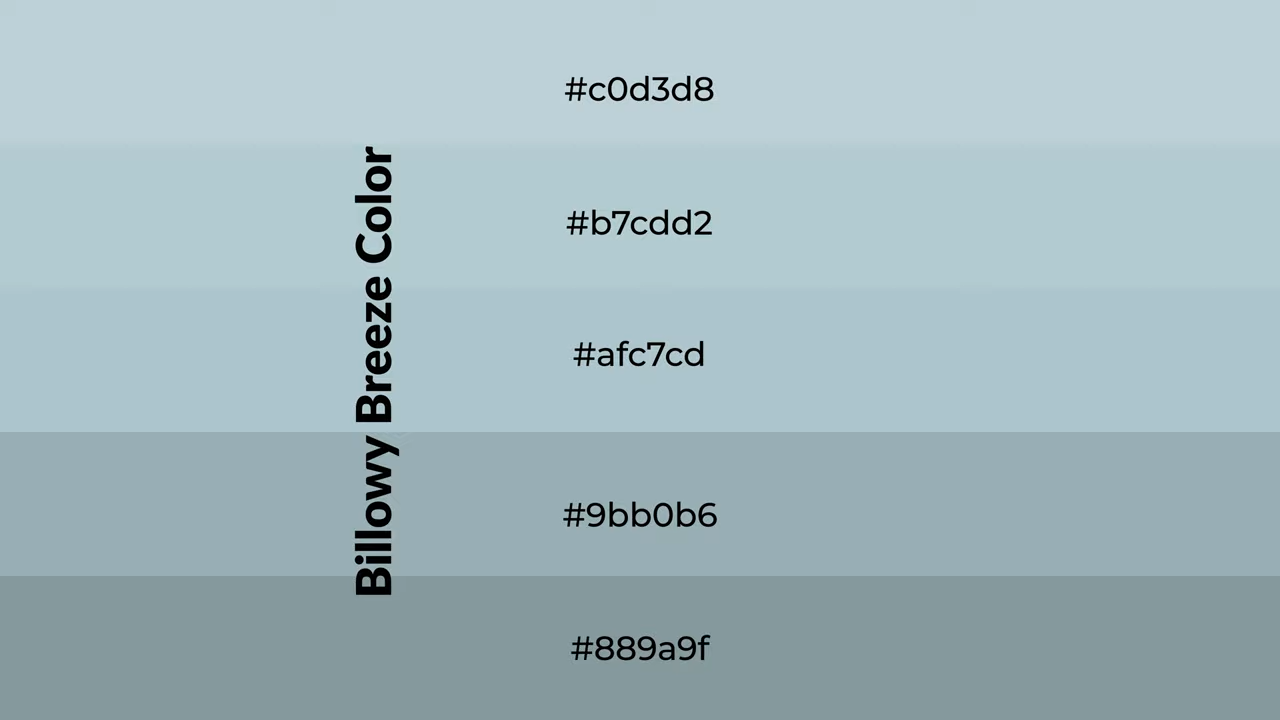 Billowy Breeze Color
#c0d3d8
#b7cdd2
#afc7cd
#9bb0b6
#889a9f